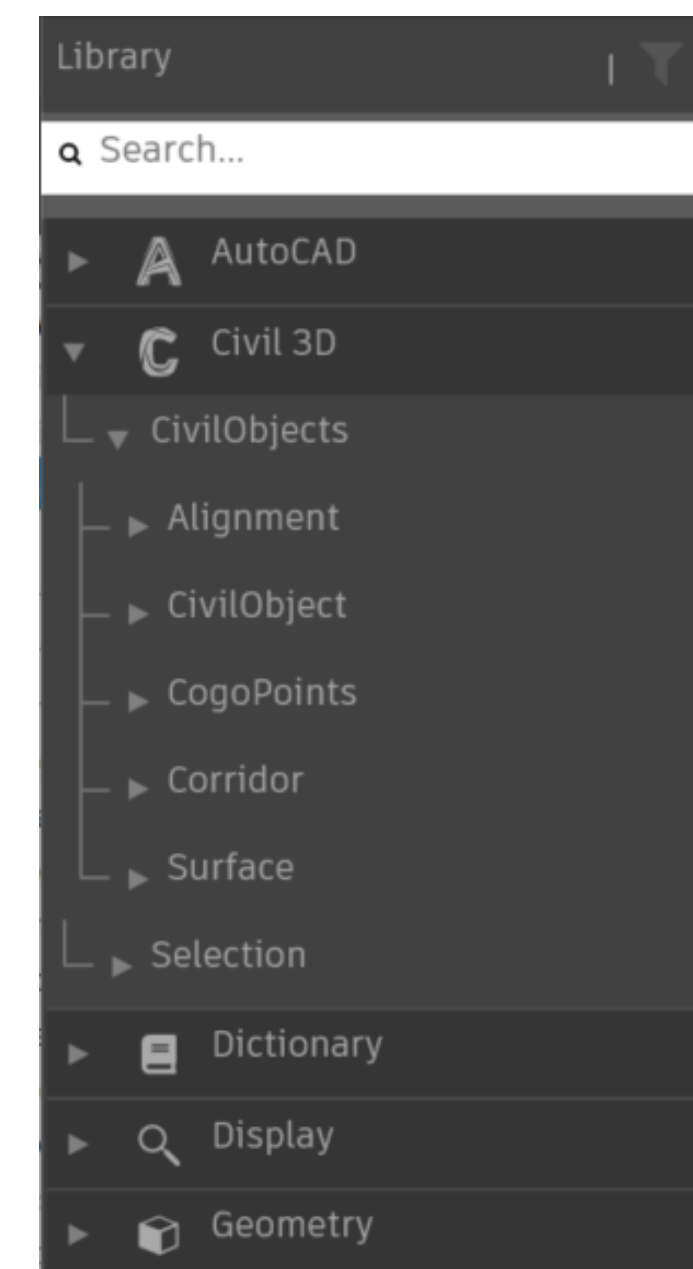 Library
Search...
AutoCAD
Civil 3D
CivilObjects
Alignment
CivilObject
CogoPoints
Corridor
Surface
Selection
Dictionary
Display
Geometry